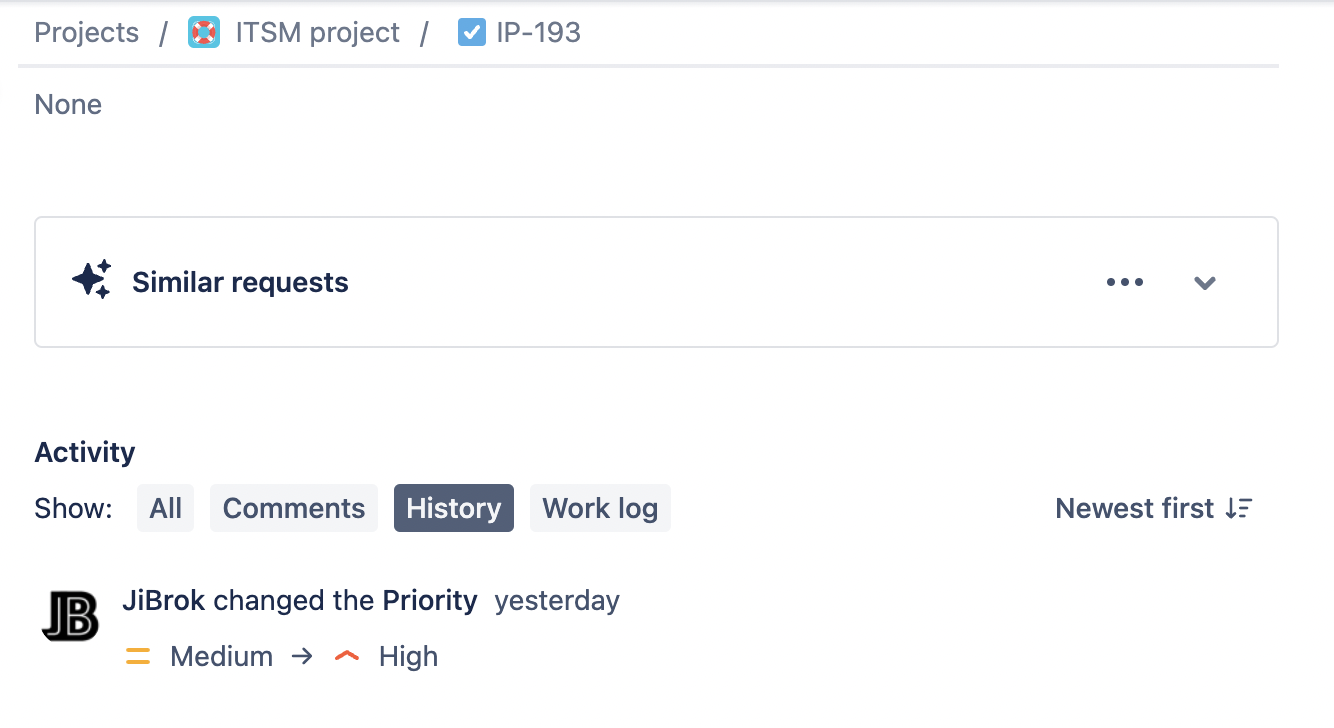 Projects / ITSM project / IP-193
None
Similar requests
Activity
Show: All Comments History Work log Newest first
JB
JiBrok changed the Priority yesterday
Medium → High